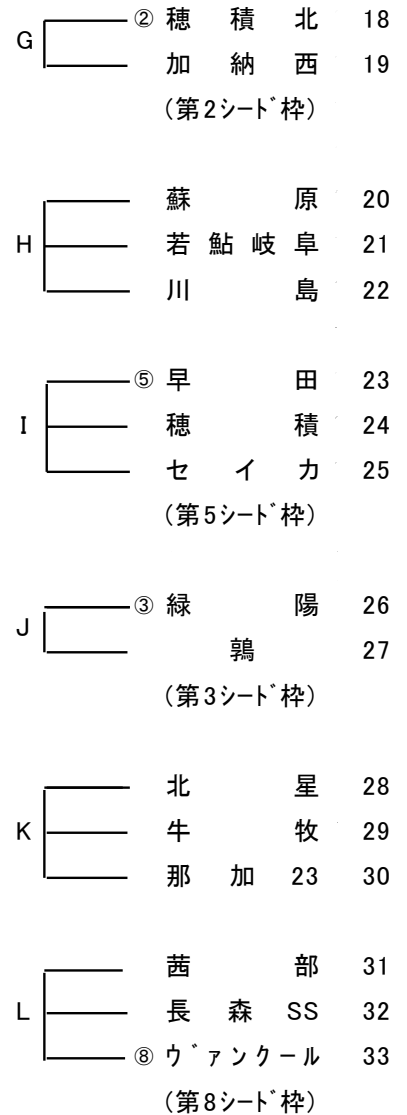 G
② 穂積北 18
加納西 19
(第2シード枠)
H
蘇原 20
若鮎岐阜 21
川島 22
I
⑤ 早田 23
穂積 24
セイカ 25
(第5シード枠)
J
③ 緑陽 26
鶉 27
(第3シード枠)
K
北星 28
牛牧 29
那加23 30
L
茜部 31
長森SS 32
⑧ ヴァンクール 33
(第8シード枠)